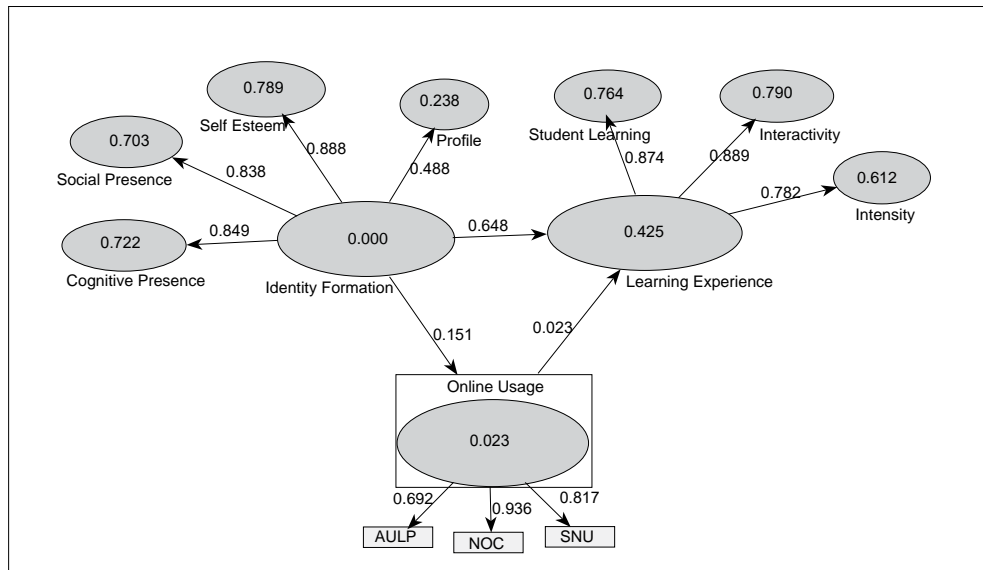 0.789
0.238
0.764
0.790
Self Esteem
Profile
Student Learning
Interactivity
0.703
0.888
0.488
0.874
0.889
0.612
Social Presence
0.838
0.782
Intensity
0.722
0.849
0.000
0.648
0.425
Cognitive Presence
Identity Formation
Learning Experience
0.151
0.023
Online Usage
0.023
0.692
0.936
0.817
AULP
NOC
SNU